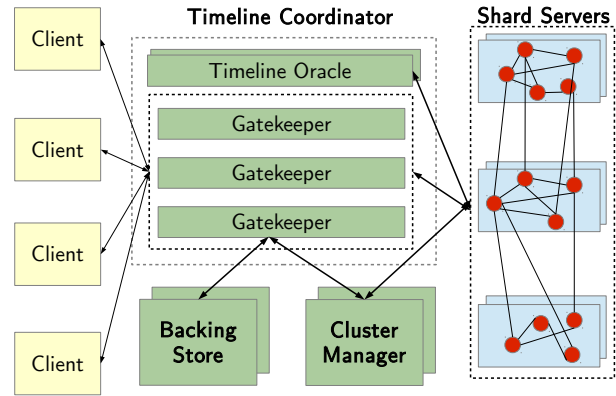 Timeline Coordinator
Shard Servers
Client
Client
Client
Client
Timeline Oracle
Gatekeeper
Gatekeeper
Gatekeeper
Backing
Store
Cluster
Manager